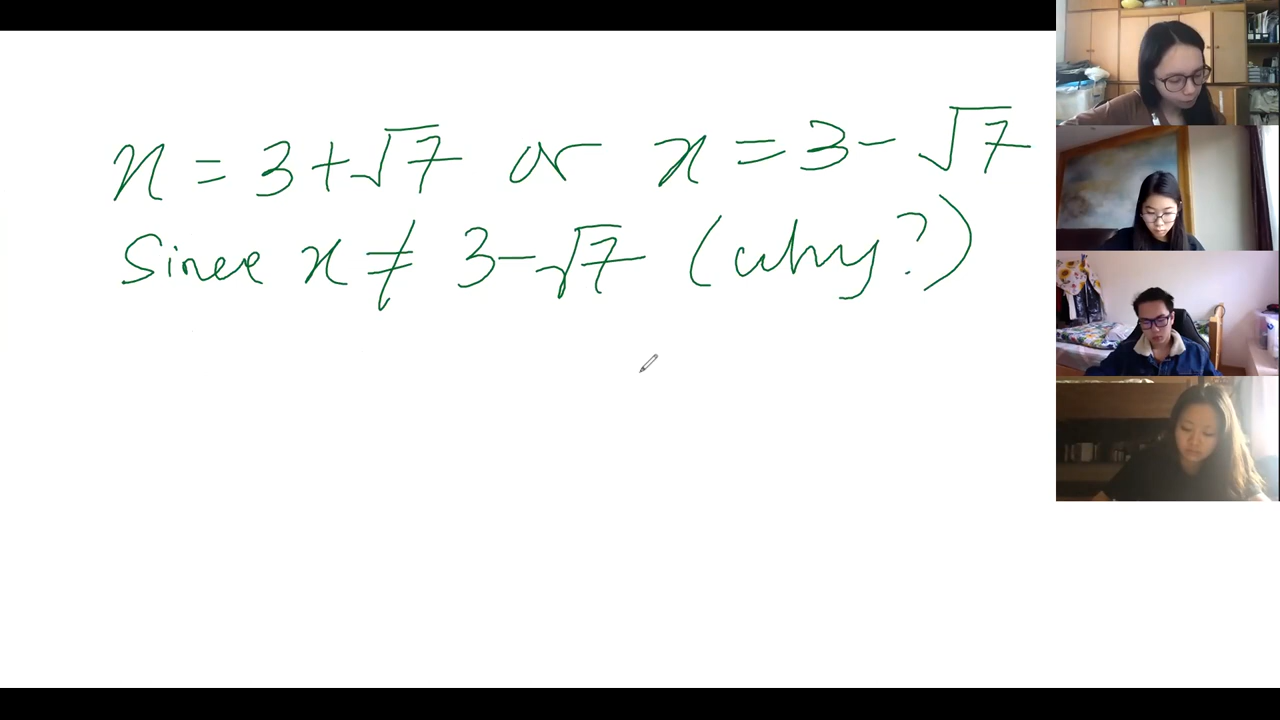 x = 3+√7 or x = 3-√7
Since x ≠ 3-√7 (why?)